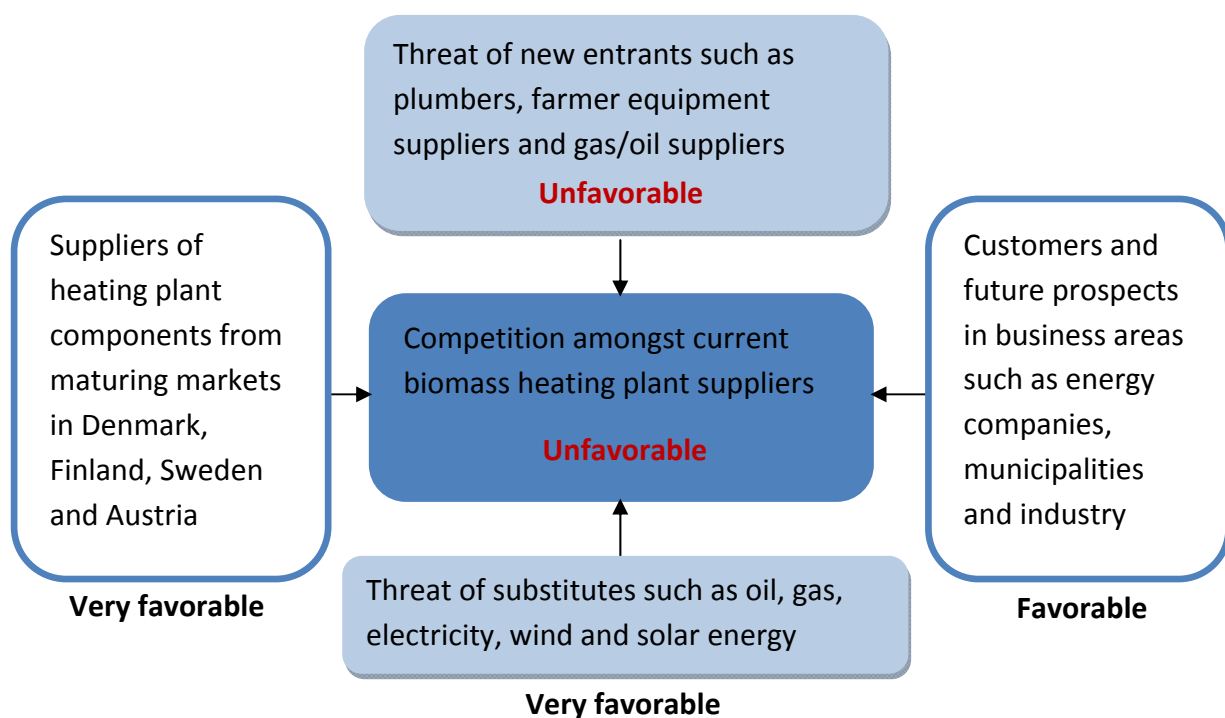 Threat of new entrants such as
plumbers, farmer equipment
suppliers and gas/oil suppliers
Unfavorable
Suppliers of
heating plant
components from
maturing markets
in Denmark,
Finland, Sweden
and Austria
Very favorable
Competition amongst current
biomass heating plant suppliers
Unfavorable
Customers and
future prospects
in business areas
such as energy
companies,
municipalities
and industry
Favorable
Threat of substitutes such as oil, gas,
electricity, wind and solar energy
Very favorable